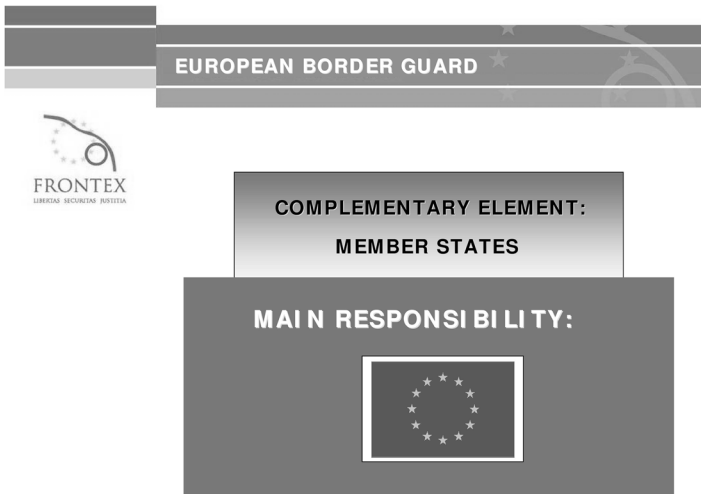 EUROPEAN BORDER GUARD
FRONTEX
LIBERTAS SECURITAS JUSTITIA
COMPLEMENTARY ELEMENT:
MEMBER STATES
MAIN RESPONSIBILITY: